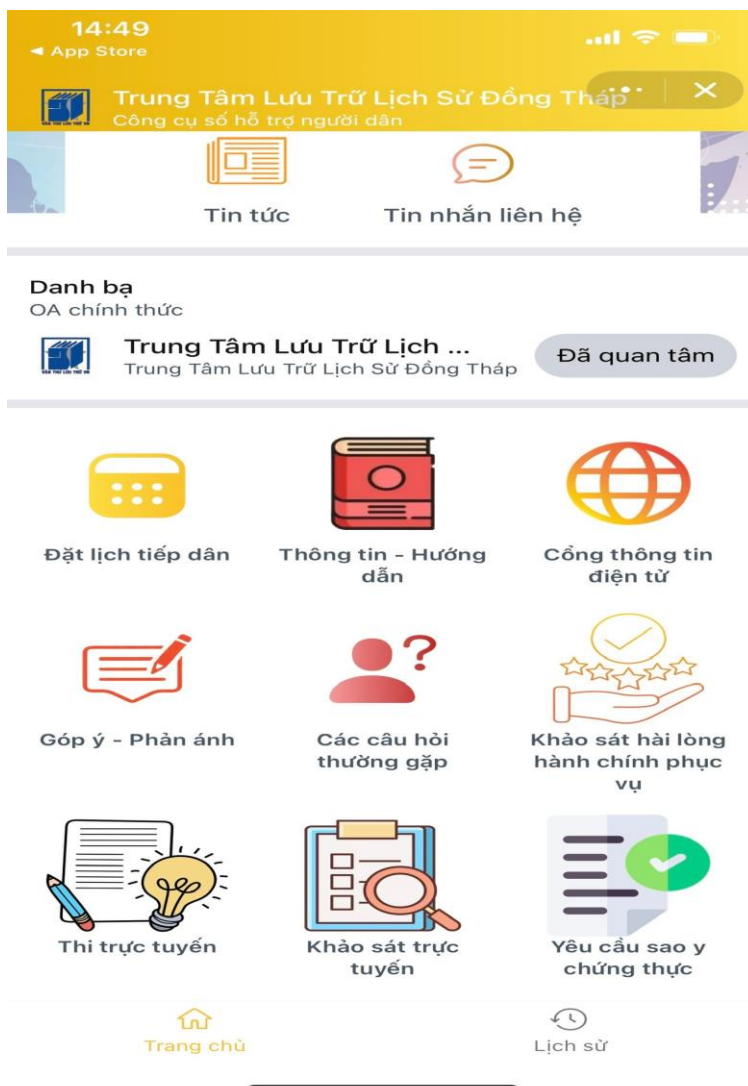 14:49
◄ App Store
Trung Tâm Lưu Trữ Lịch Sử Đồng Tháp
Công cụ số hỗ trợ người dân
Tin tức
Tin nhắn liên hệ
Danh bạ
OA chính thức
Trung Tâm Lưu Trữ Lịch ...
Trung Tâm Lưu Trữ Lịch Sử Đồng Tháp
Đã quan tâm
Đặt lịch tiếp dân
Thông tin - Hướng
dẫn
Cổng thông tin
điện tử
Góp ý - Phản ánh
Các câu hỏi
thường gặp
Khảo sát hài lòng
hành chính phục
vụ
Thi trực tuyến
Khảo sát trực
tuyến
Yêu cầu sao y
chứng thực
Trang chủ
Lịch sử